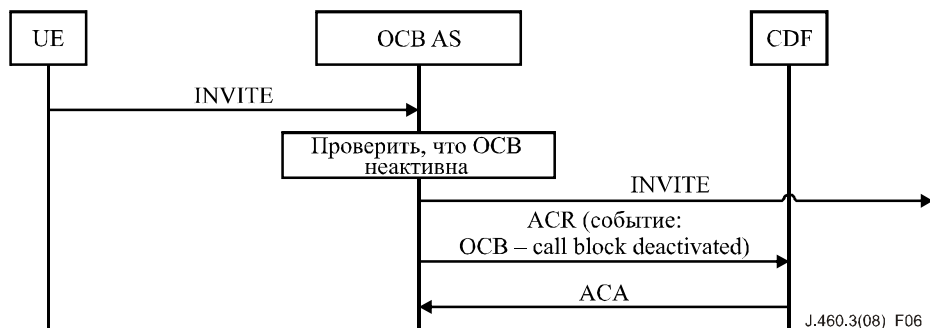 UE
OCB AS
CDF
INVITE
Проверить, что OCB
неактивна
INVITE
ACR (событие:
OCB – call block deactivated)
ACA
J.460.3(08)_F06